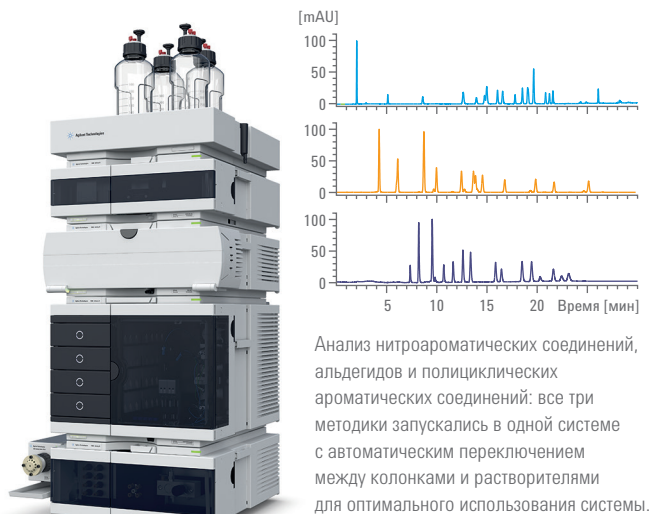 [mAU]
100
50
0
100
50
0
100
50
0
5 10 15 20 Время [мин]
Agilent Technologies
Анализ нитроароматических соединений,
альдегидов и полициклических
ароматических соединений: все три
методики запускались в одной системе
с автоматическим переключением
между колонками и растворителями
для оптимального использования системы.